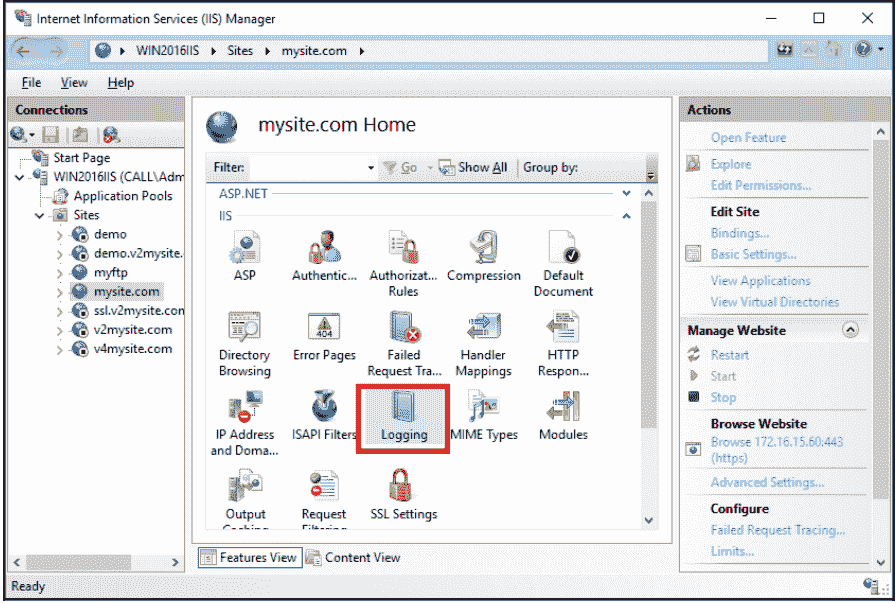 Internet Information Services (IIS) Manager
WIN2016IIS Sites mysite.com
File View Help
Connections
Start Page
WIN2016IIS (CALL\Adm
Application Pools
Sites
demo
demo.v2mysite.
myftp
mysite.com
ssl.v2mysite.com
v2mysite.com
v4mysite.com
mysite.com Home
Filter: Go Show All Group by:
ASP.NET
IIS
ASP
Authentic...
Authorizat...
Rules
Compression
Default
Document
Directory
Browsing
Error Pages
404
Failed
Request Tra...
Handler
Mappings
HTTP
Respon...
IP Address
and Doma...
ISAPI Filters
Logging
MIME Types
Modules
Output
Caching
Request
Filtering
SSL Settings
Features View Content View
Actions
Open Feature
Explore
Edit Permissions...
Edit Site
Bindings...
Basic Settings...
View Applications
View Virtual Directories
Manage Website
Restart
Start
Stop
Browse Website
Browse 172.16.15.60:443
(https)
Advanced Settings...
Configure
Failed Request Tracing...
Limits...
Ready